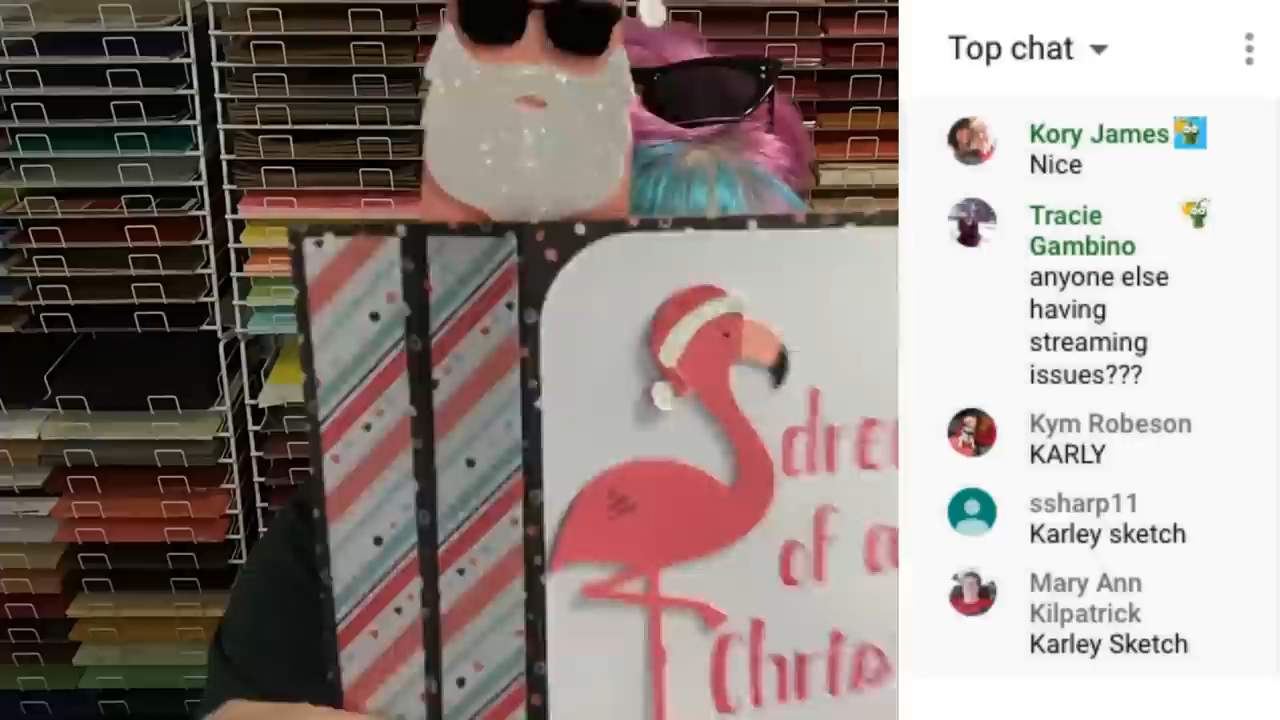 Top chat
Kory James
Nice
Tracie
Gambino
anyone else
having
streaming
issues???
Kym Robeson
KARLY
ssharp11
Karley sketch
Mary Ann
Kilpatrick
Karley Sketch
of